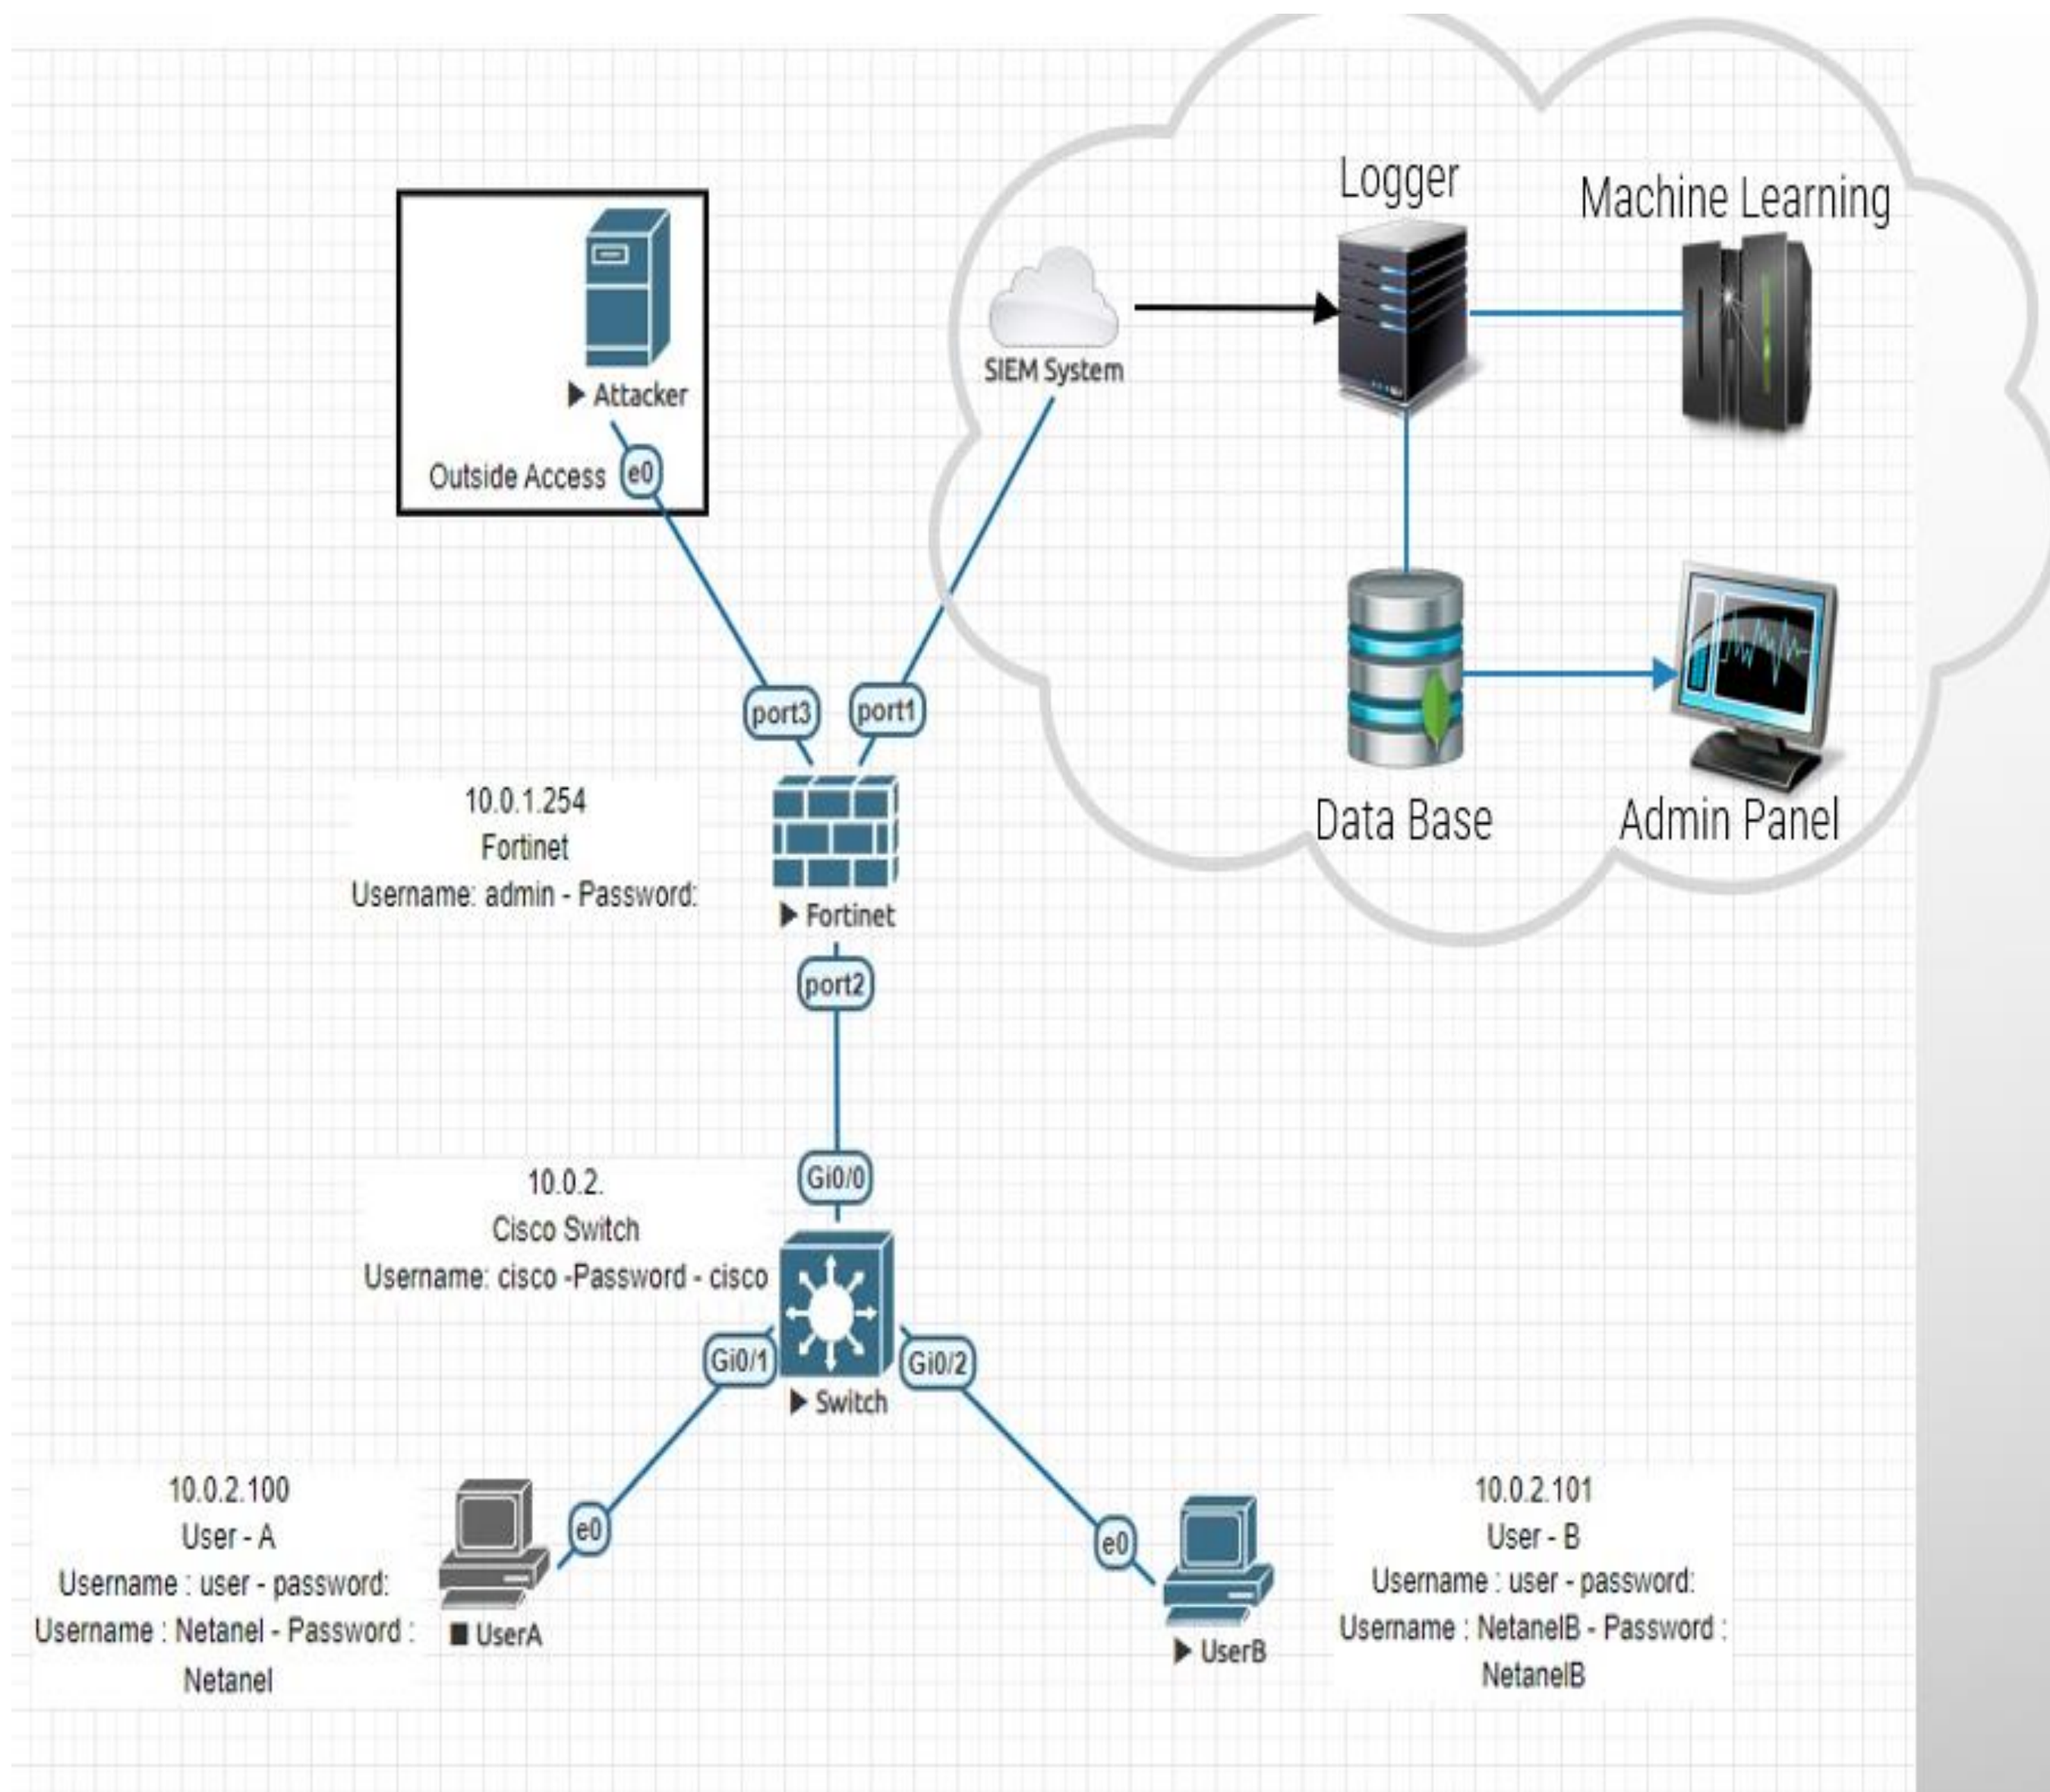 Logger
Machine Learning
SIEM System
Attacker
Outside Access
e0
port3
port1
Data Base
Admin Panel
10.0.1.254
Fortinet
Username: admin - Password:
Fortinet
port2
Gi0/0
10.0.2.
Cisco Switch
Username: cisco -Password - cisco
Gi0/1
Gi0/2
Switch
10.0.2.100
User - A
Username : user - password:
Username : Netanel - Password :
Netanel
e0
UserA
e0
UserB
10.0.2.101
User - B
Username : user - password:
Username : NetanelB - Password :
NetanelB